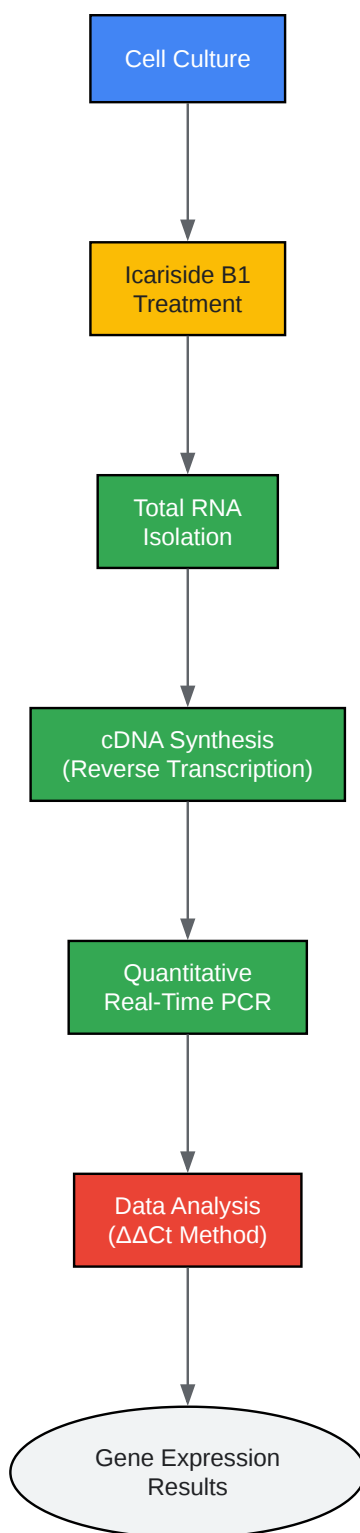 Cell Culture
Icariside B1
Treatment
Total RNA
Isolation
cDNA Synthesis
(Reverse Transcription)
Quantitative
Real-Time PCR
Data Analysis
(ΔΔCt Method)
Gene Expression
Results